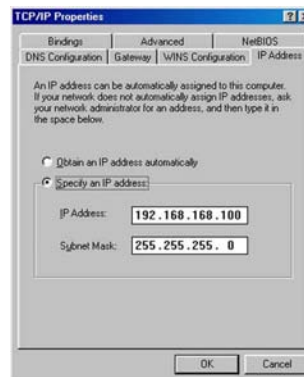 TCP/IP Properties
Bindings Advanced NetBIOS
DNS Configuration Gateway WINS Configuration IP Address
An IP address can be automatically assigned to this computer.
If your network does not automatically assign IP addresses, ask
your network administrator for an address, and then type it in
the space below.
Obtain an IP address automatically
Specify an IP address:
IP Address: 192.168.168.100
Subnet Mask: 255.255.255. 0
OK Cancel